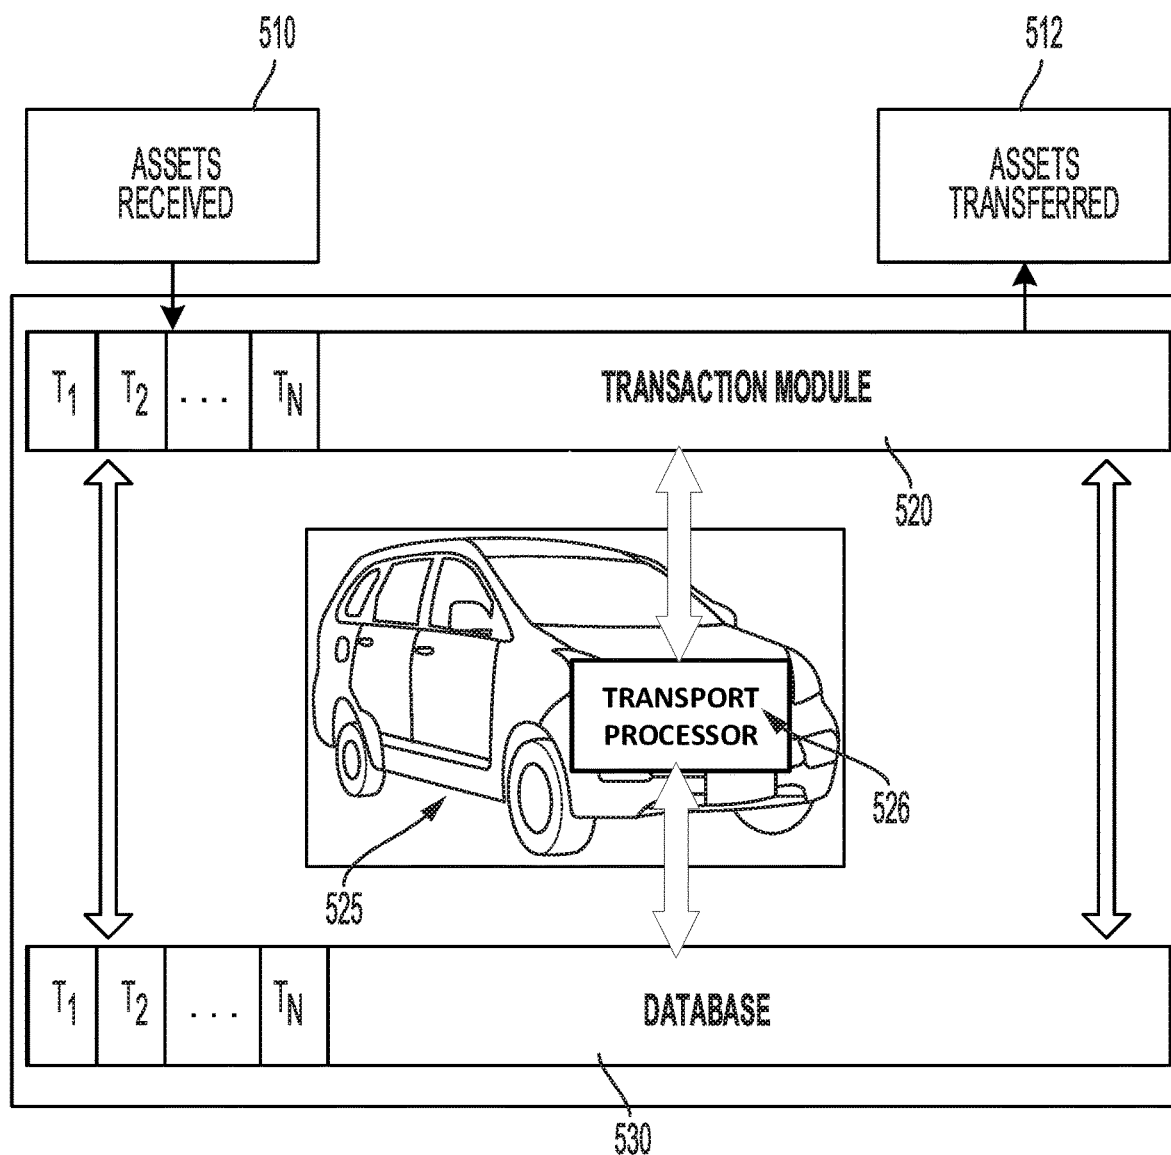 510
512
ASSETS
RECEIVED
ASSETS
TRANSFERRED
T1 T2 . . . TN TRANSACTION MODULE
520
TRANSPORT
PROCESSOR
526
525
T1 T2 . . . TN DATABASE
530